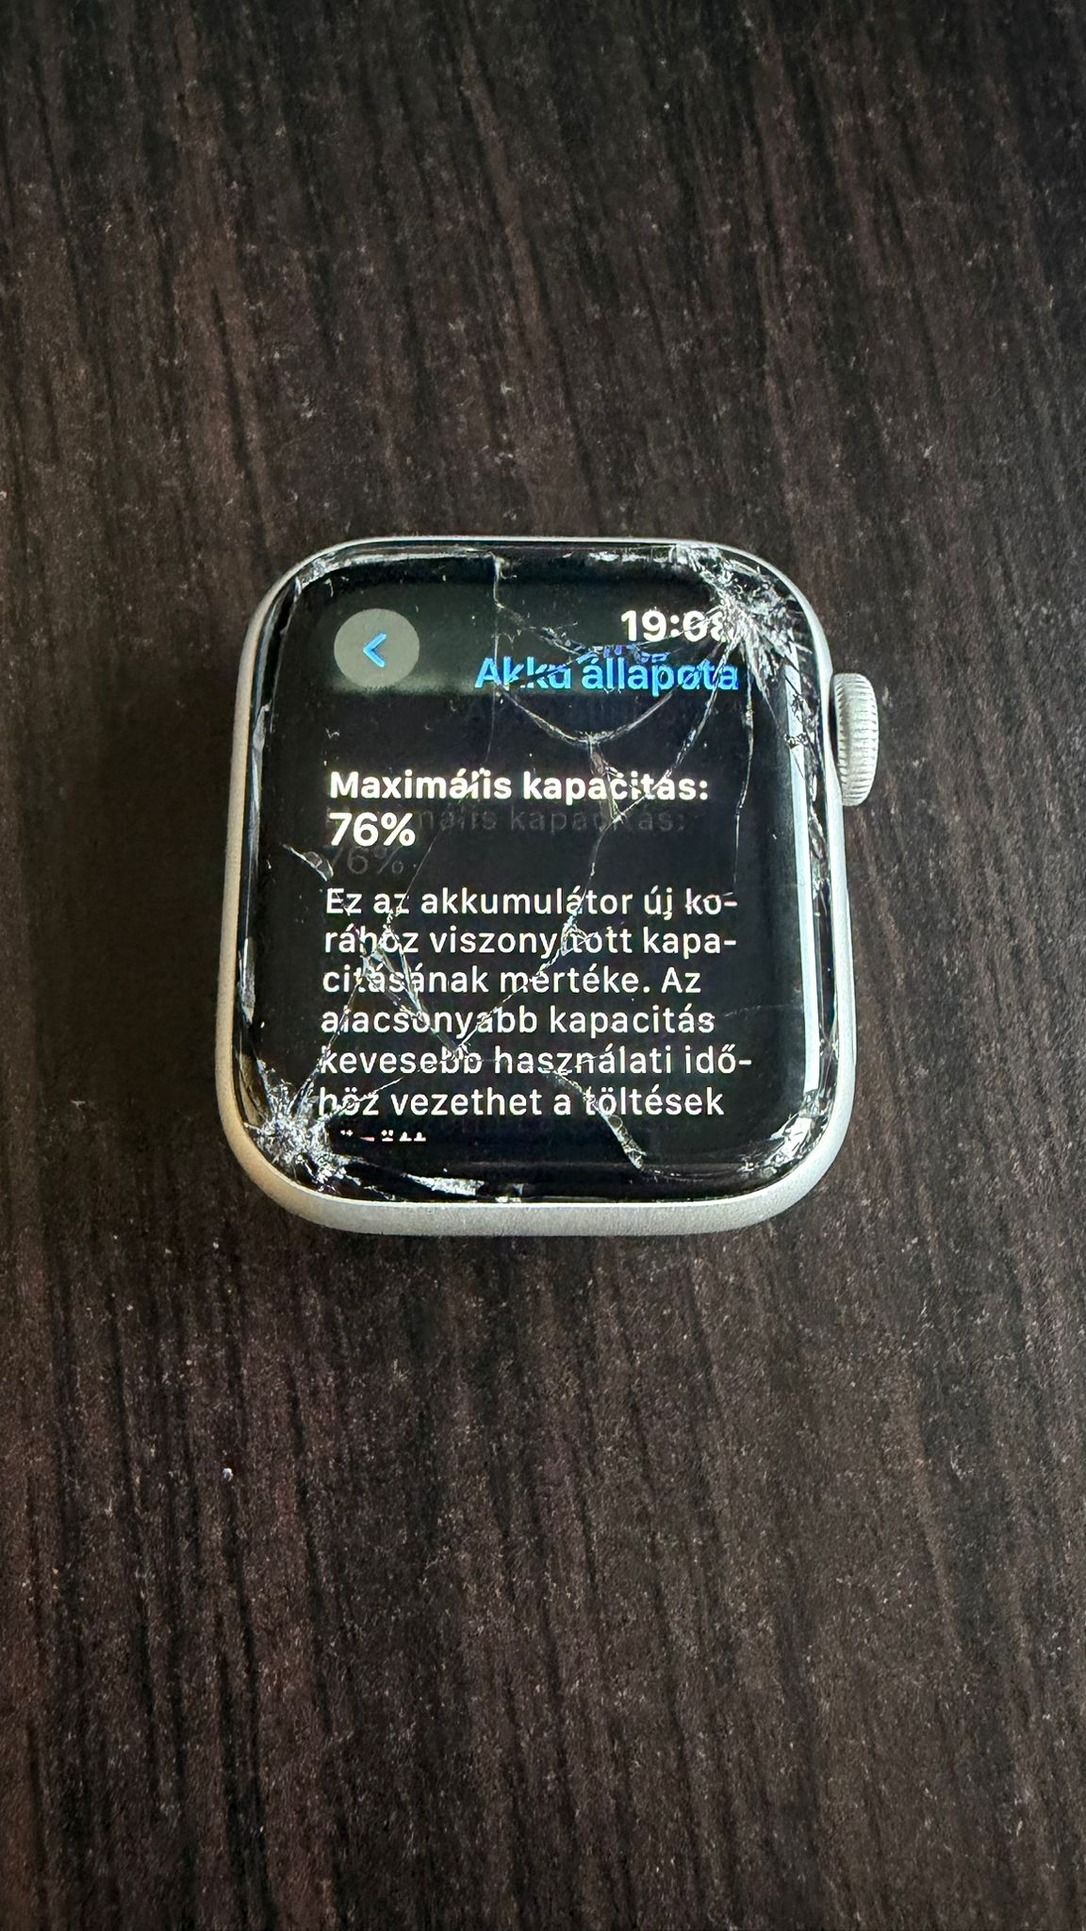 19:08
Akku állapota
Maximális kapacitás:
76%
Ez az akkumulátor új ko-
rához viszonyított kapa-
citásának mértéke. Az
alacsonyabb kapacitás
kevesebb használati idő-
höz vezethet a töltések